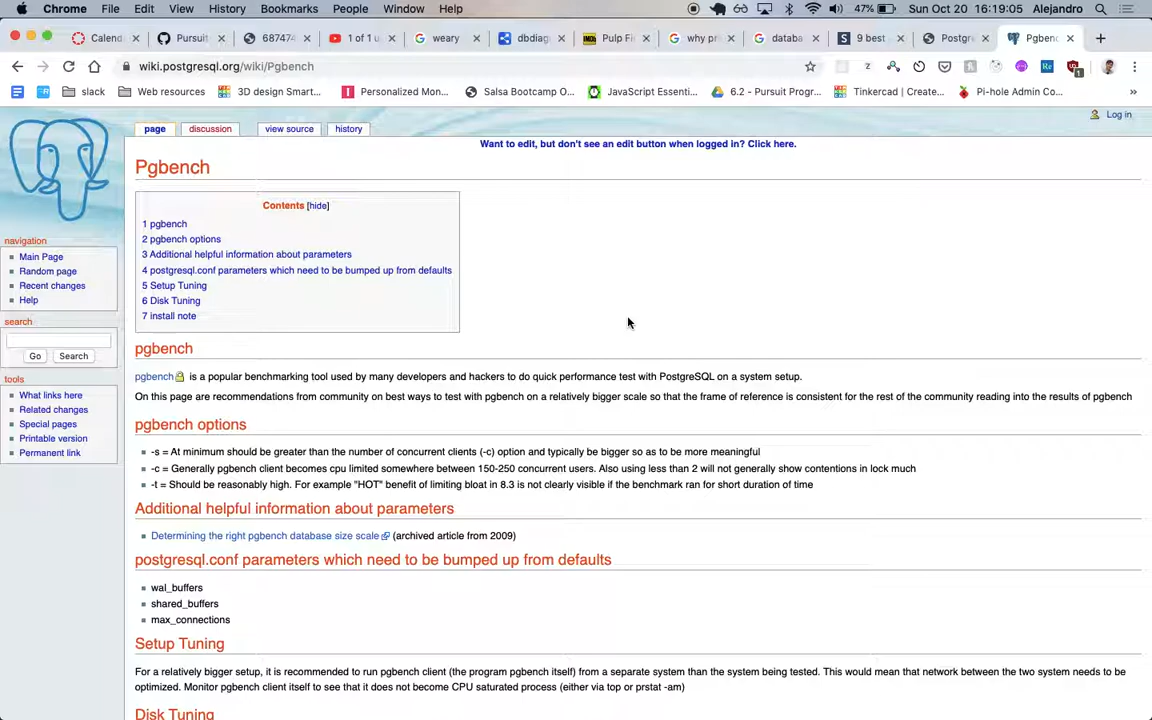 Chrome File Edit View History Bookmarks People Window Help 47% Sun Oct 20 16:19:05 Alejandro
Calend Pursuit 687474 1 of 1 u weary dbdiag Pulp Fi why pri databa 9 best Postgre Pgbenc
wiki.postgresql.org/wiki/Pgbench
slack Web resources 3D design Smart... Personalized Mon... Salsa Bootcamp O... JavaScript Essenti... 6.2 - Pursuit Progr... Tinkercad | Create... Pi-hole Admin Co... »
Log in
page discussion view source history
Want to edit, but don't see an edit button when logged in? Click here.
Pgbench
Contents [hide]
1 pgbench
2 pgbench options
3 Additional helpful information about parameters
4 postgresql.conf parameters which need to be bumped up from defaults
5 Setup Tuning
6 Disk Tuning
7 install note
navigation
Main Page
Random page
Recent changes
Help
search
Go Search
tools
What links here
Related changes
Special pages
Printable version
Permanent link
pgbench
pgbench is a popular benchmarking tool used by many developers and hackers to do quick performance test with PostgreSQL on a system setup.
On this page are recommendations from community on best ways to test with pgbench on a relatively bigger scale so that the frame of reference is consistent for the rest of the community reading into the results of pgbench
pgbench options
-s = At minimum should be greater than the number of concurrent clients (-c) option and typically be bigger so as to be more meaningful
-c = Generally pgbench client becomes cpu limited somewhere between 150-250 concurrent users. Also using less than 2 will not generally show contentions in lock much
-t = Should be reasonably high. For example "HOT" benefit of limiting bloat in 8.3 is not clearly visible if the benchmark ran for short duration of time
Additional helpful information about parameters
Determining the right pgbench database size scale (archived article from 2009)
postgresql.conf parameters which need to be bumped up from defaults
wal_buffers
shared_buffers
max_connections
Setup Tuning
For a relatively bigger setup, it is recommended to run pgbench client (the program pgbench itself) from a separate system than the system being tested. This would mean that network between the two system needs to be
optimized. Monitor pgbench client itself to see that it does not become CPU saturated process (either via top or prstat -am)
Disk Tuning